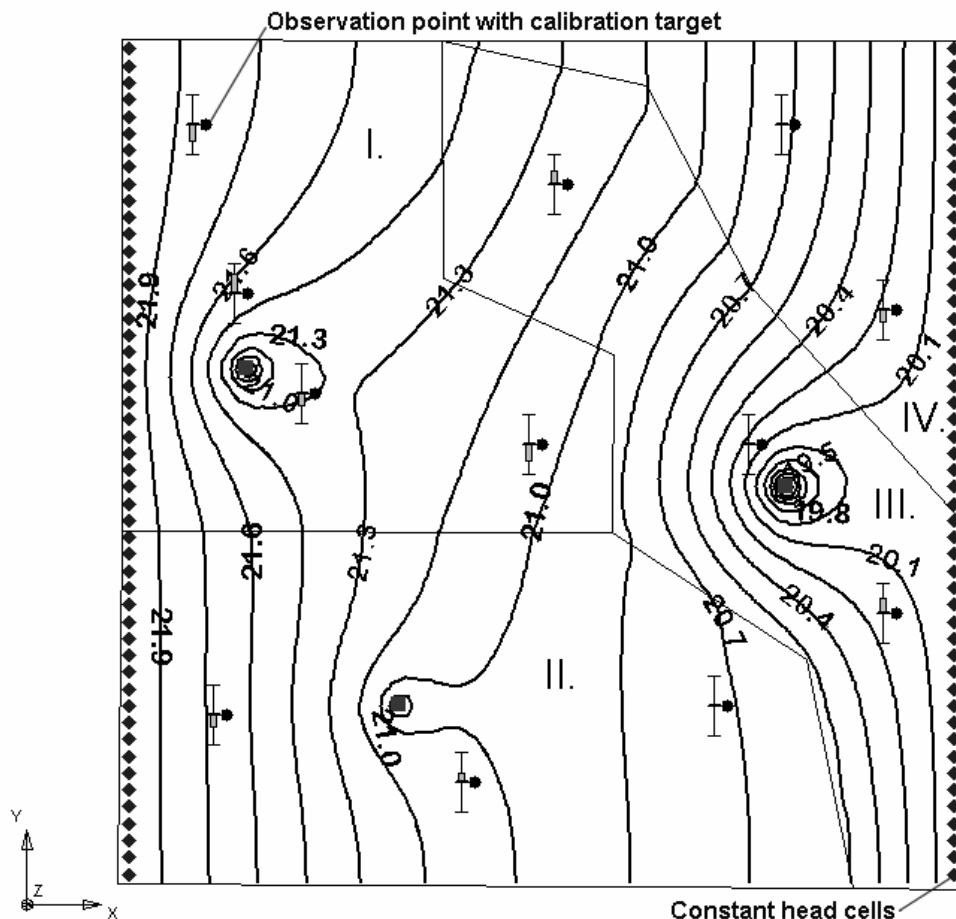 Observation point with calibration target
I.
21.9
21.6
21.3
21.0
20.7
20.4
20.1
21.3
IV.
19.8
III.
20.1
21.0
21.6
21.3
20.4
20.7
21.9
II.
21.0
Y
Z
X
Constant head cells